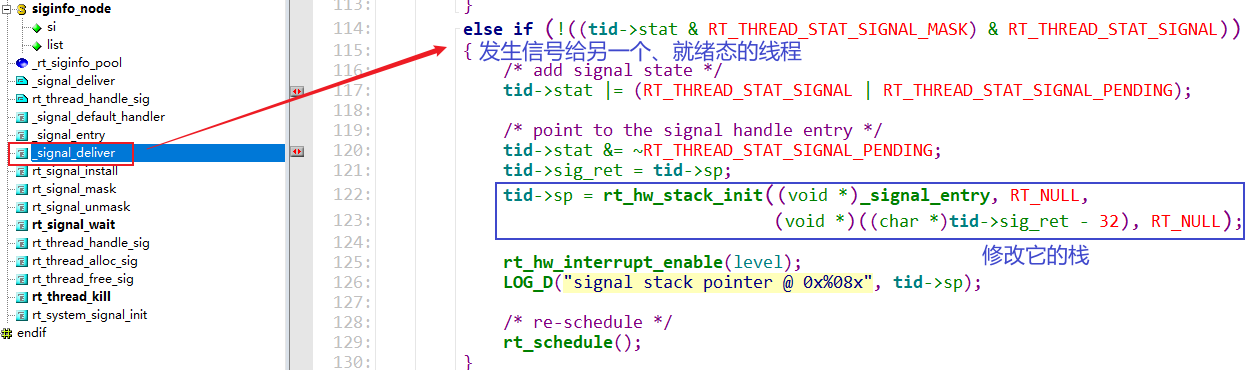 siginfo_node
si
list
_rt_siginfo_pool
_signal_deliver
rt_thread_handle_sig
_signal_default_handler
_signal_entry
_signal_deliver
rt_signal_install
rt_signal_mask
rt_signal_unmask
rt_signal_wait
rt_thread_handle_sig
rt_thread_alloc_sig
rt_thread_free_sig
rt_thread_kill
rt_system_signal_init
endif
113: }
114: else if (!((tid->stat & RT_THREAD_STAT_SIGNAL_MASK) & RT_THREAD_STAT_SIGNAL))
115: { 发生信号给另一个、就绪态的线程
116: /* add signal state */
117: tid->stat |= (RT_THREAD_STAT_SIGNAL | RT_THREAD_STAT_SIGNAL_PENDING);
118:
119: /* point to the signal handle entry */
120: tid->stat &= ~RT_THREAD_STAT_SIGNAL_PENDING;
121: tid->sig_ret = tid->sp;
122: tid->sp = rt_hw_stack_init((void *)_signal_entry, RT_NULL,
123: (void *)((char *)tid->sig_ret - 32), RT_NULL);
124: 修改它的栈
125: rt_hw_interrupt_enable(level);
126: LOG_D("signal stack pointer @ 0x%08x", tid->sp);
127:
128: /* re-schedule */
129: rt_schedule();
130: }